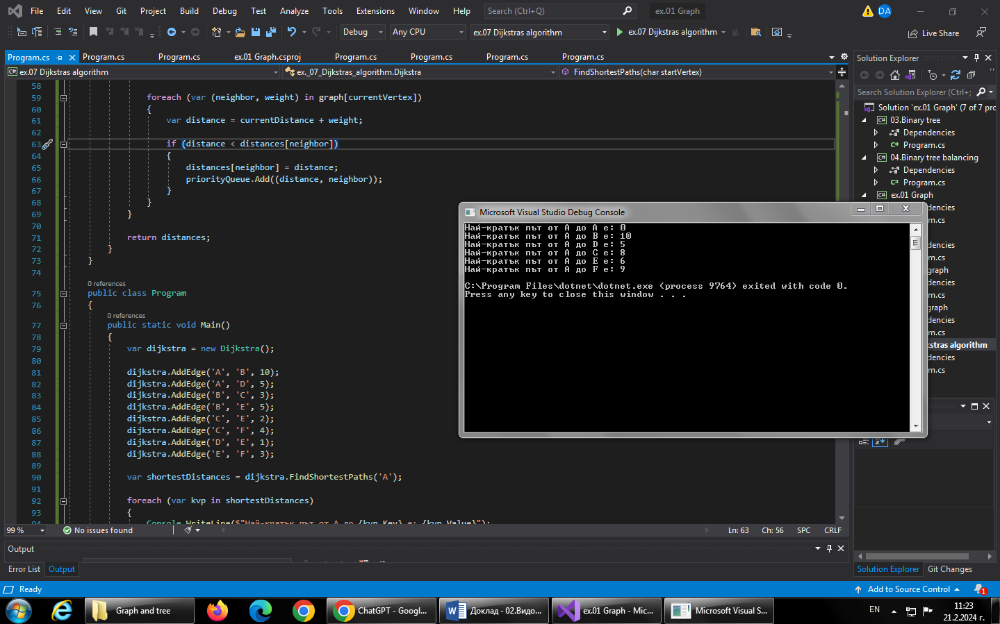 File Edit View Git Project Build Debug Test Analyze Tools Extensions Window Help Search (Ctrl+Q) ex.01 Graph DA
Debug Any CPU ex.07 Dijkstras algorithm ex.07 Dijkstras algorithm Live Share
Program.cs Program.cs Program.cs ex.01 Graph.csproj Program.cs Program.cs Program.cs Program.cs
ex.07 Dijkstras algorithm ex._07_Dijkstras_algorithm.Dijkstra FindShortestPaths(char startVertex)
58
59 foreach (var (neighbor, weight) in graph[currentVertex])
60 {
61 var distance = currentDistance + weight;
62
63 if (distance < distances[neighbor])
64 {
65 distances[neighbor] = distance;
66 priorityQueue.Add((distance, neighbor));
67 }
68 }
69 }
70
71 return distances;
72 }
73 }
74
0 references
75 public class Program
76 {
0 references
77 public static void Main()
78 {
79 var dijkstra = new Dijkstra();
80
81 dijkstra.AddEdge('A', 'B', 10);
82 dijkstra.AddEdge('A', 'D', 5);
83 dijkstra.AddEdge('B', 'C', 3);
84 dijkstra.AddEdge('B', 'E', 5);
85 dijkstra.AddEdge('C', 'E', 2);
86 dijkstra.AddEdge('C', 'F', 4);
87 dijkstra.AddEdge('D', 'E', 1);
88 dijkstra.AddEdge('E', 'F', 3);
89
90 var shortestDistances = dijkstra.FindShortestPaths('A');
91
92 foreach (var kvp in shortestDistances)
93 {
94 Console.WriteLine($"Най-кратък път от A до {kvp.Key} е: {kvp.Value}");
Microsoft Visual Studio Debug Console
Най-кратък път от A до A е: 0
Най-кратък път от A до B е: 10
Най-кратък път от A до D е: 5
Най-кратък път от A до C е: 8
Най-кратък път от A до E е: 6
Най-кратък път от A до F е: 9
C:\Program Files\dotnet\dotnet.exe (process 9764) exited with code 0.
Press any key to close this window . . .
Solution Explorer
Search Solution Explorer (Ctrl+;
Solution 'ex.01 Graph' (7 of 7 pro
03.Binary tree
Dependencies
Program.cs
04.Binary tree balancing
Dependencies
Program.cs
ex.01 Graph
ndencies
m.cs
dencies
m.cs
graph
dencies
m.cs
raph
dencies
m.cs
kstras algorithm
dencies
m.cs
99 % No issues found Ln: 63 Ch: 56 SPC CRLF
Output
Error List Output
Solution Explorer Git Changes
Ready Add to Source Control 1
Graph and tree ChatGPT - Googl... Доклад - 02.Видо... ex.01 Graph - Mic... Microsoft Visual S... EN 11:23
21.2.2024 г.